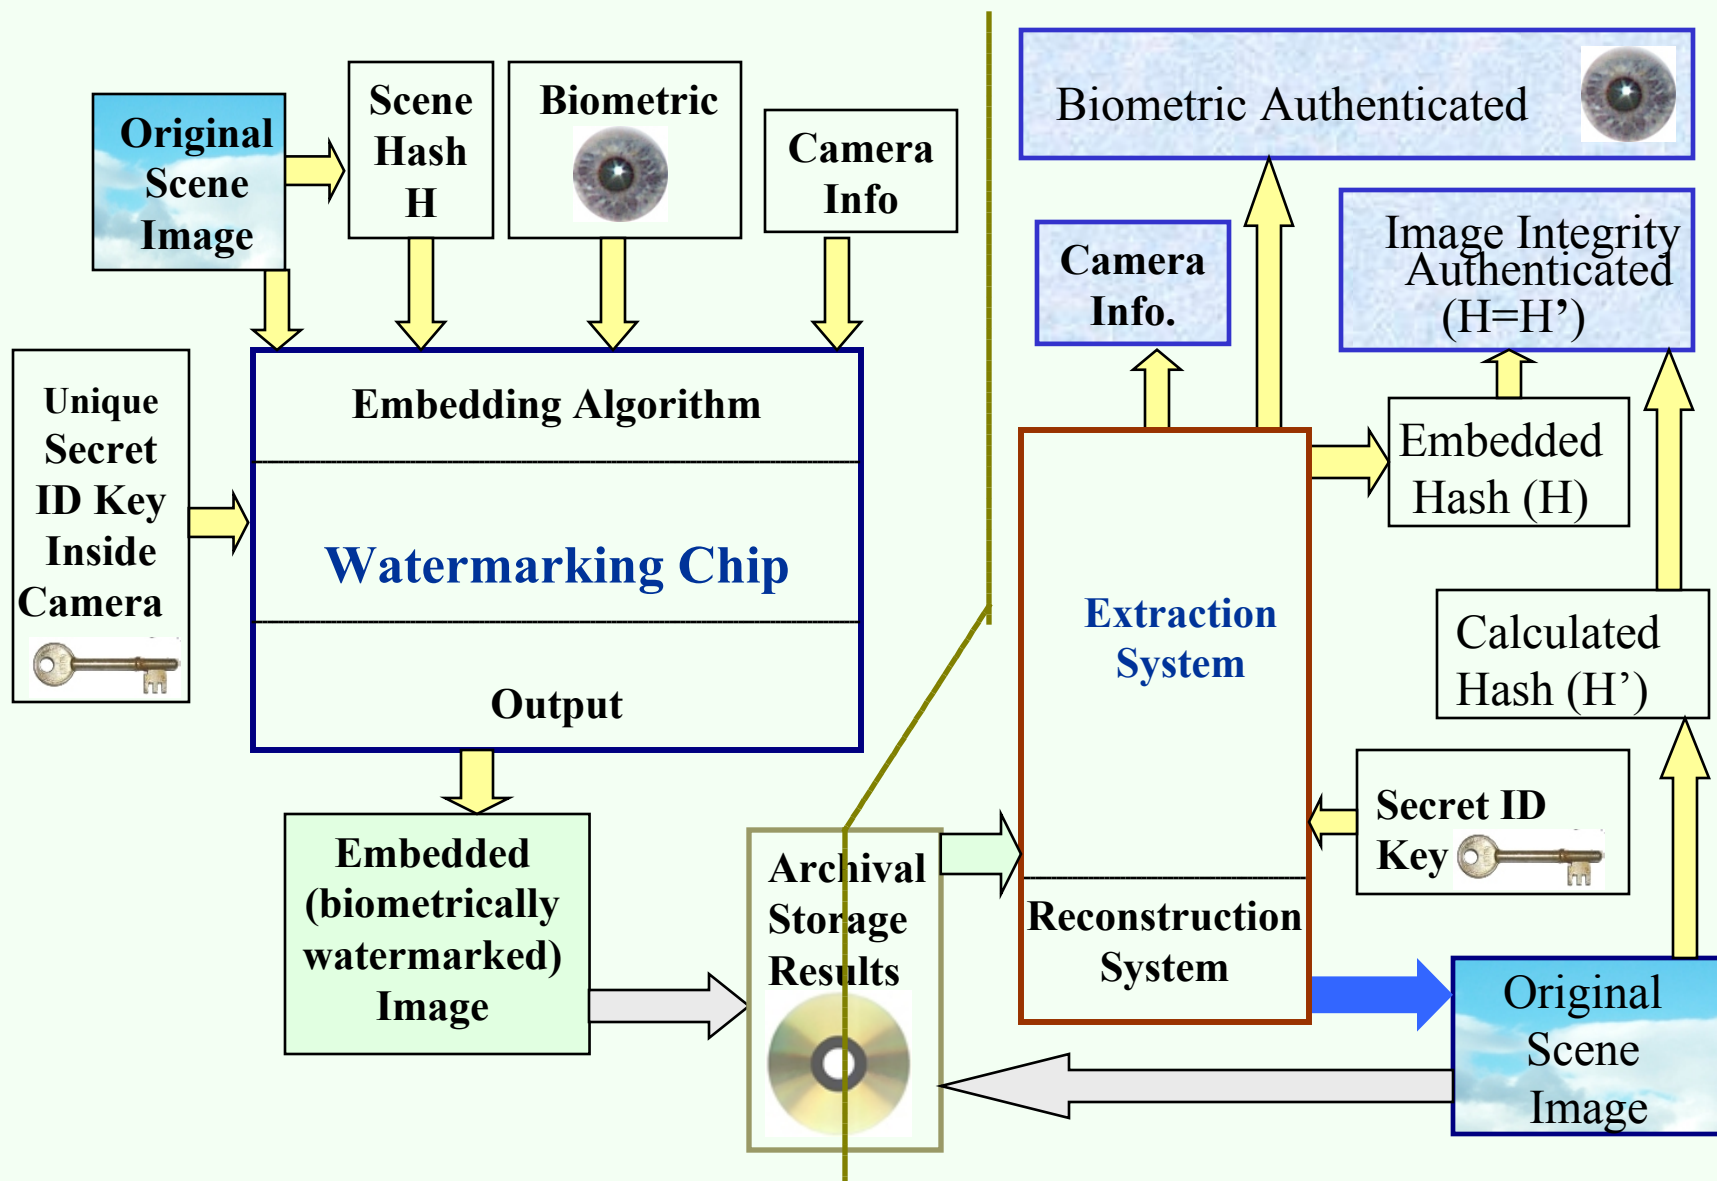 Original
Scene
Image
Scene
Hash
H
Biometric
Camera
Info
Unique
Secret
ID Key
Inside
Camera
Embedding Algorithm
Watermarking Chip
Output
Embedded
(biometrically
watermarked)
Image
Archival
Storage
Results
Biometric Authenticated
Camera
Info.
Image Integrity
Authenticated
(H=H’)
Embedded
Hash (H)
Extraction
System
Calculated
Hash (H’)
Secret ID
Key
Reconstruction
System
Original
Scene
Image